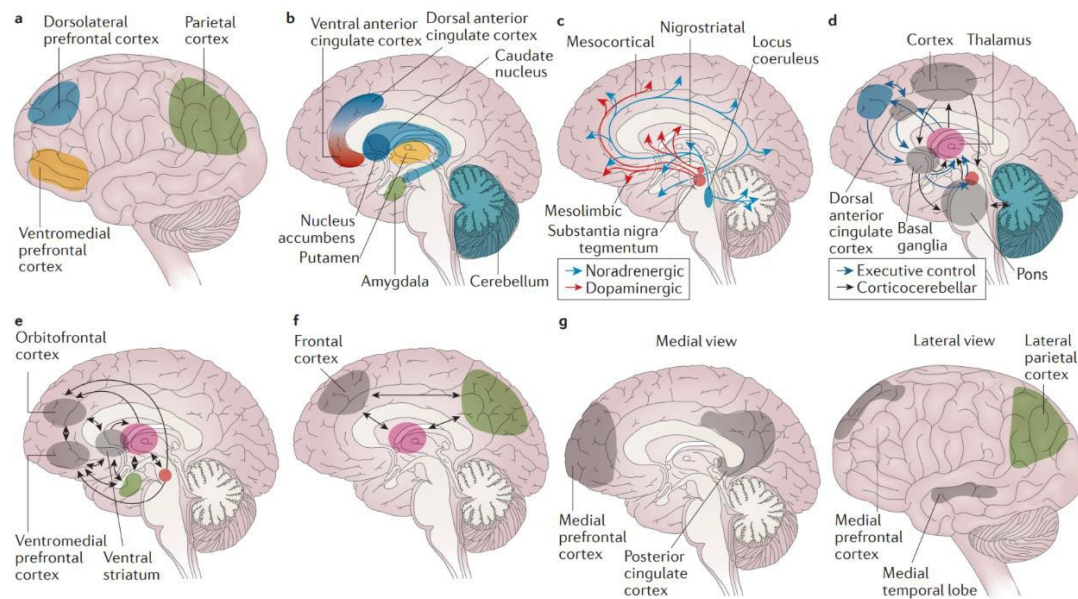 a
Dorsolateral
prefrontal cortex
Parietal
cortex
Ventromedial
prefrontal
cortex
b
Ventral anterior
cingulate cortex
Dorsal anterior
cingulate cortex
Caudate
nucleus
Nucleus
accumbens
Putamen
Amygdala
Cerebellum
c
Mesocortical
Nigrostriatal
Locus
coeruleus
Mesolimbic
Substantia nigra
tegmentum
Noradrenergic
Dopaminergic
d
Cortex
Thalamus
Dorsal
anterior
cingulate
cortex
Basal
ganglia
Pons
Executive control
Corticocerebellar
e
Orbitofrontal
cortex
Ventromedial
prefrontal cortex
Ventral
striatum
f
Frontal
cortex
g
Medial view
Medial
prefrontal
cortex
Posterior
cingulate cortex
Lateral view
Lateral
parietal
cortex
Medial
prefrontal
cortex
Medial
temporal lobe